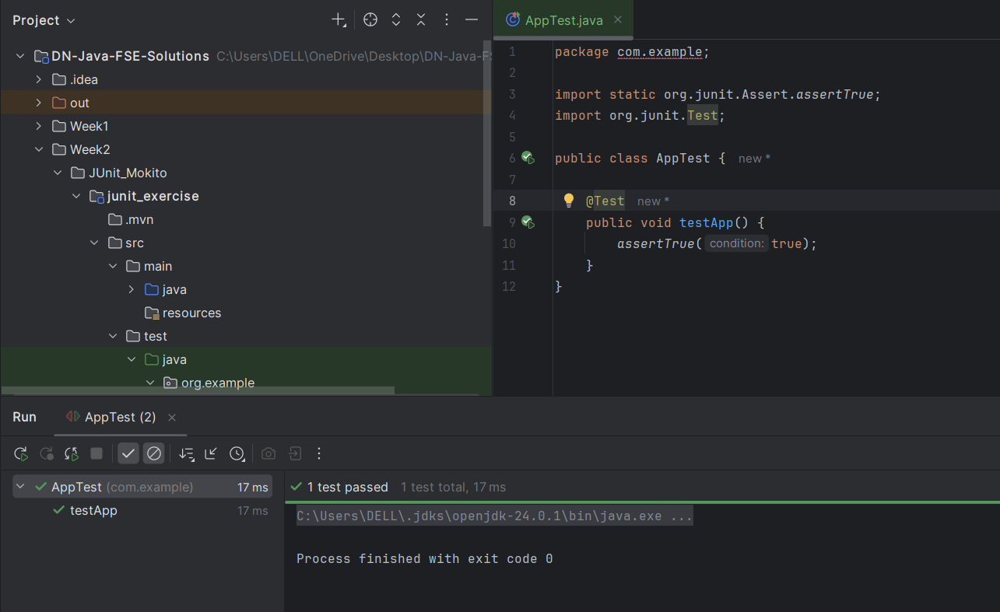 Project
DN-Java-FSE-Solutions C:\Users\DELL\OneDrive\Desktop\DN-Java-FS
.idea
out
Week1
Week2
JUnit_Mokito
junit_exercise
.mvn
src
main
java
resources
test
java
org.example
AppTest.java
1 package com.example;
2
3 import static org.junit.Assert.assertTrue;
4 import org.junit.Test;
5
6 public class AppTest { new *
7
8 @Test new *
9 public void testApp() {
10 assertTrue( condition: true);
11 }
12 }
Run AppTest (2)
AppTest (com.example) 17 ms
testApp 17 ms
1 test passed 1 test total, 17 ms
C:\Users\DELL\.jdks\openjdk-24.0.1\bin\java.exe ...
Process finished with exit code 0